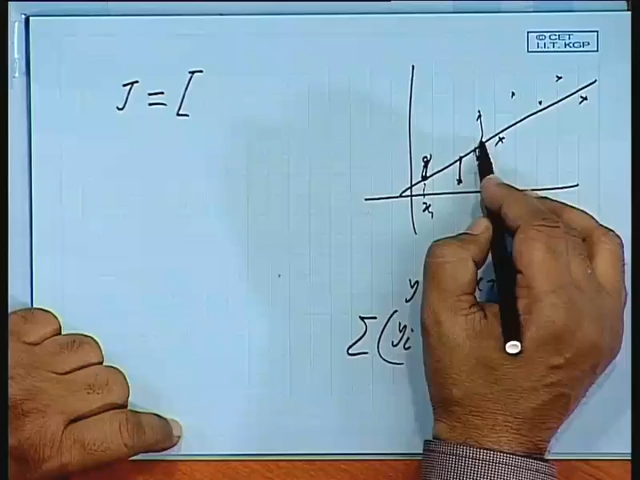 © CET
I.I.T. KGP
J = [
x₁
y
Σ(yᵢ